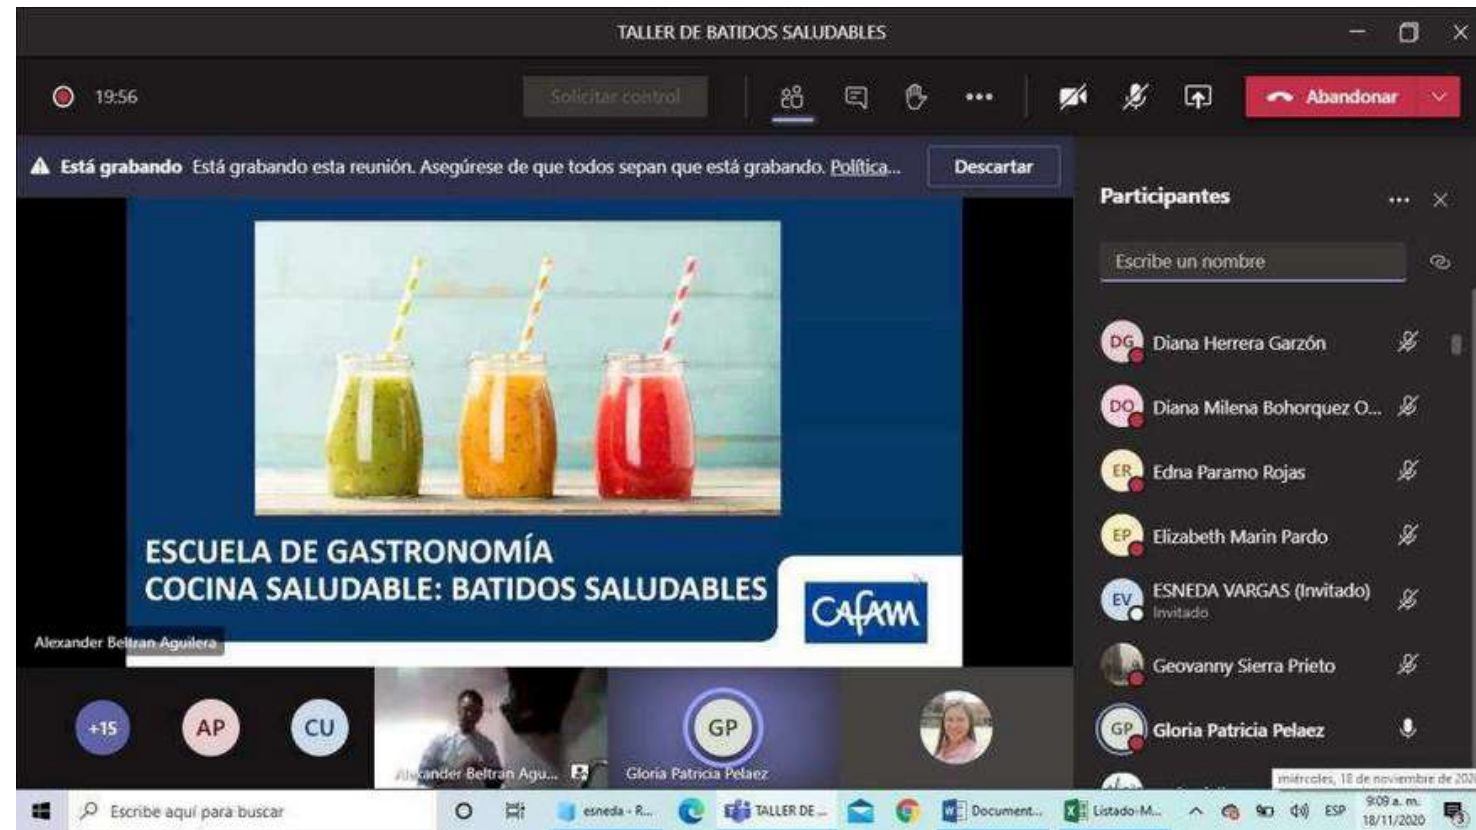 TALLER DE BATIDOS SALUDABLES
19:56
Solicitar control
Abandonar
Está grabando Está grabando esta reunión. Asegúrese de que todos sepan que está grabando. Política...
Descartar
Participantes
Escribe un nombre
DG Diana Herrera Garzón
DO Diana Milena Bohorquez O...
ER Edna Paramo Rojas
EP Elizabeth Marin Pardo
EV ESNEDA VARGAS (Invitado)
Invitado
Geovanny Sierra Prieto
GP Gloria Patricia Pelaez
ESCUELA DE GASTRONOMÍA
COCINA SALUDABLE: BATIDOS SALUDABLES
CAFAM
Alexander Beltran Aguilera
+15
AP
CU
Alexander Beltran Agu...
GP
Gloria Patricia Pelaez
miércoles, 18 de noviembre de 202
Escribe aquí para buscar
esneda - R...
TALLER DE ...
Document...
Listado-M...
ESP
9:09 a. m.
18/11/2020
3